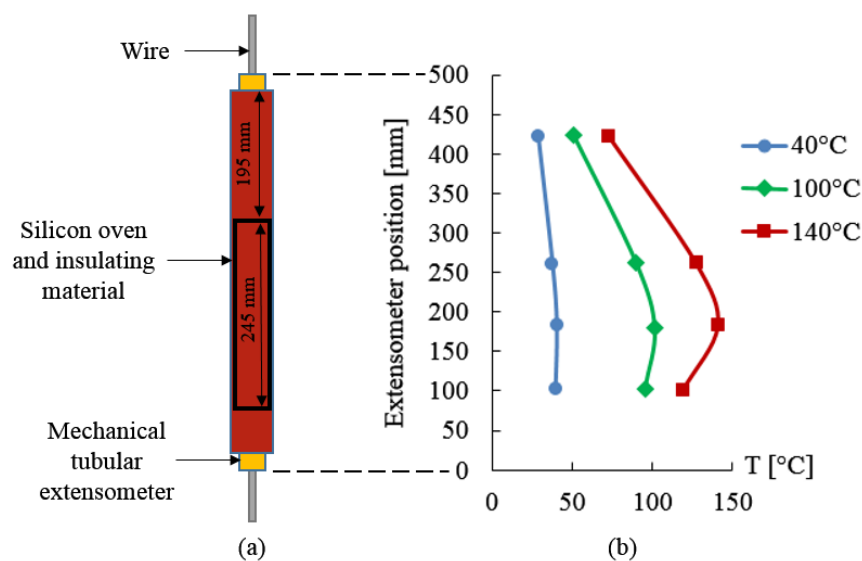 Wire
195 mm
Silicon oven
and insulating
material
245 mm
Mechanical
tubular
extensometer
(a)
Extensometer position [mm]
500
450
400
350
300
250
200
150
100
50
0
0
50
100
150
T [°C]
40°C
100°C
140°C
(b)